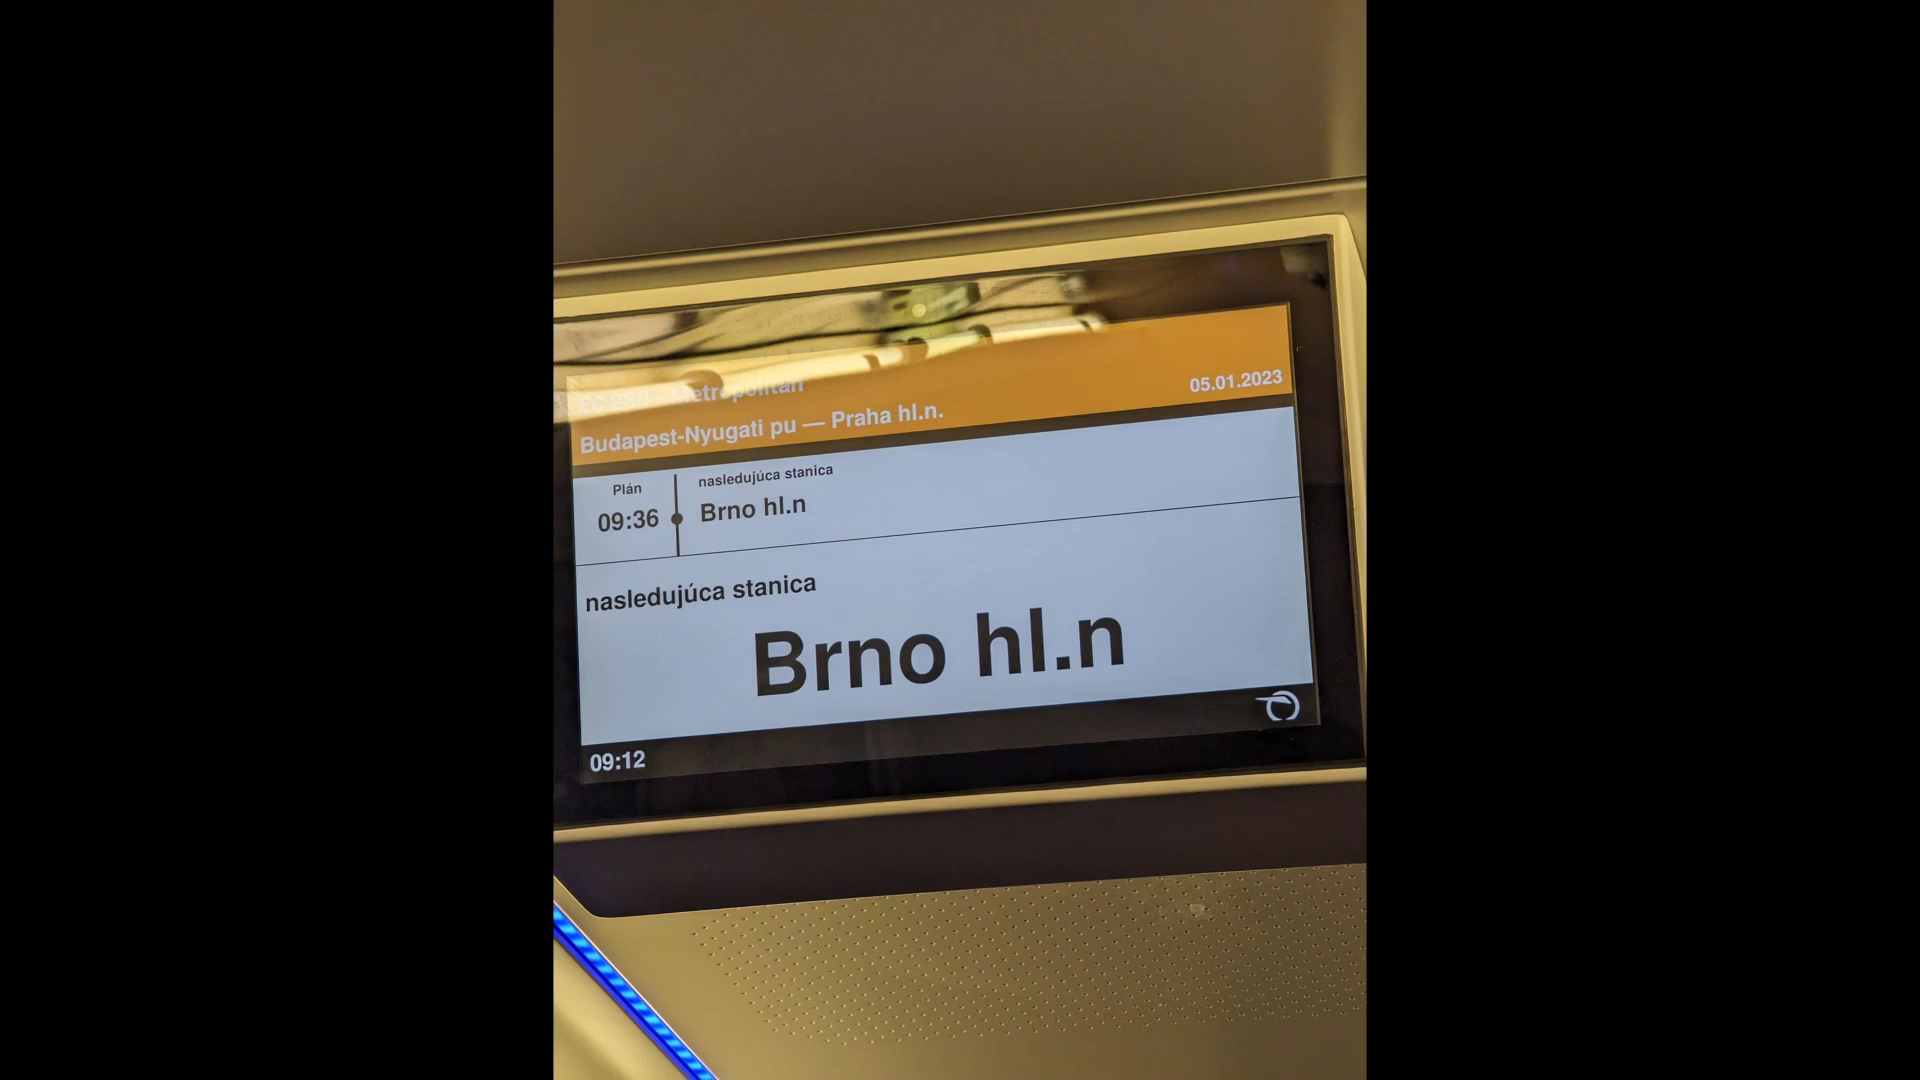 Metropolitan
Budapest-Nyugati pu — Praha hl.n.
05.01.2023
Plán
09:36
nasledujúca stanica
Brno hl.n
nasledujúca stanica
Brno hl.n
09:12